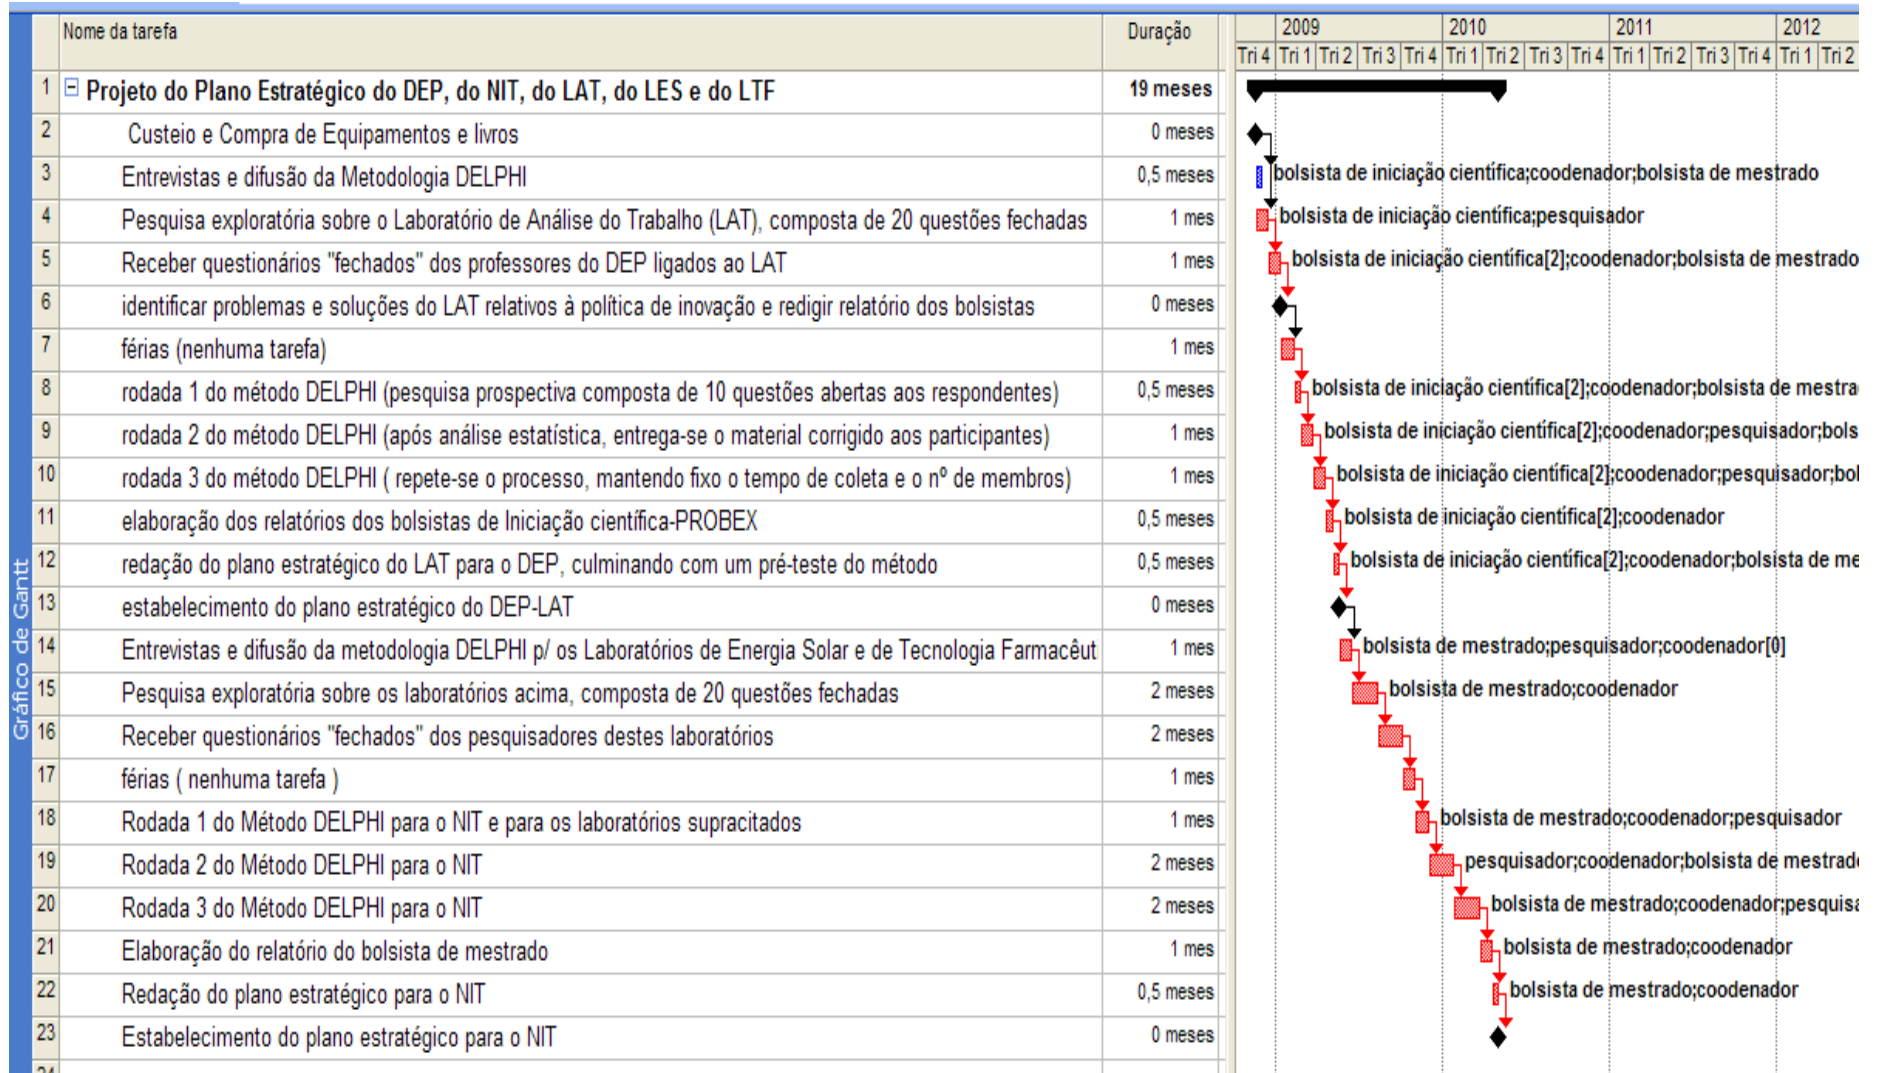 Nome da tarefa Duração 2009 2010 2011 2012
Tri 4 Tri 1 Tri 2 Tri 3 Tri 4 Tri 1 Tri 2 Tri 3 Tri 4 Tri 1 Tri 2 Tri 3 Tri 4 Tri 1 Tri 2
1 Projeto do Plano Estratégico do DEP, do NIT, do LAT, do LES e do LTF 19 meses
2 Custeio e Compra de Equipamentos e livros 0 meses
3 Entrevistas e difusão da Metodologia DELPHI 0,5 meses bolsista de iniciação científica;coodenador;bolsista de mestrado
4 Pesquisa exploratória sobre o Laboratório de Análise do Trabalho (LAT), composta de 20 questões fechadas 1 mes bolsista de iniciação científica;pesquisador
5 Receber questionários "fechados" dos professores do DEP ligados ao LAT 1 mes bolsista de iniciação científica[2];coodenador;bolsista de mestrado
6 identificar problemas e soluções do LAT relativos à política de inovação e redigir relatório dos bolsistas 0 meses
7 férias (nenhuma tarefa) 1 mes
8 rodada 1 do método DELPHI (pesquisa prospectiva composta de 10 questões abertas aos respondentes) 0,5 meses bolsista de iniciação científica[2];coodenador;bolsista de mestra
9 rodada 2 do método DELPHI (após análise estatística, entrega-se o material corrigido aos participantes) 1 mes bolsista de iniciação científica[2];coodenador;pesquisador;bols
10 rodada 3 do método DELPHI ( repete-se o processo, mantendo fixo o tempo de coleta e o nº de membros) 1 mes bolsista de iniciação científica[2];coodenador;pesquisador;bol
11 elaboração dos relatórios dos bolsistas de Iniciação científica-PROBEX 0,5 meses bolsista de iniciação científica[2];coodenador
12 redação do plano estratégico do LAT para o DEP, culminando com um pré-teste do método 0,5 meses bolsista de iniciação científica[2];coodenador;bolsista de me
13 estabelecimento do plano estratégico do DEP-LAT 0 meses
14 Entrevistas e difusão da metodologia DELPHI p/ os Laboratórios de Energia Solar e de Tecnologia Farmacêut 1 mes bolsista de mestrado;pesquisador;coodenador[0]
15 Pesquisa exploratória sobre os laboratórios acima, composta de 20 questões fechadas 2 meses bolsista de mestrado;coodenador
16 Receber questionários "fechados" dos pesquisadores destes laboratórios 2 meses
17 férias ( nenhuma tarefa ) 1 mes
18 Rodada 1 do Método DELPHI para o NIT e para os laboratórios supracitados 1 mes bolsista de mestrado;coodenador;pesquisador
19 Rodada 2 do Método DELPHI para o NIT 2 meses pesquisador;coodenador;bolsista de mestrad
20 Rodada 3 do Método DELPHI para o NIT 2 meses bolsista de mestrado;coodenador;pesquisa
21 Elaboração do relatório do bolsista de mestrado 1 mes bolsista de mestrado;coodenador
22 Redação do plano estratégico para o NIT 0,5 meses bolsista de mestrado;coodenador
23 Estabelecimento do plano estratégico para o NIT 0 meses
Gráfico de Gantt